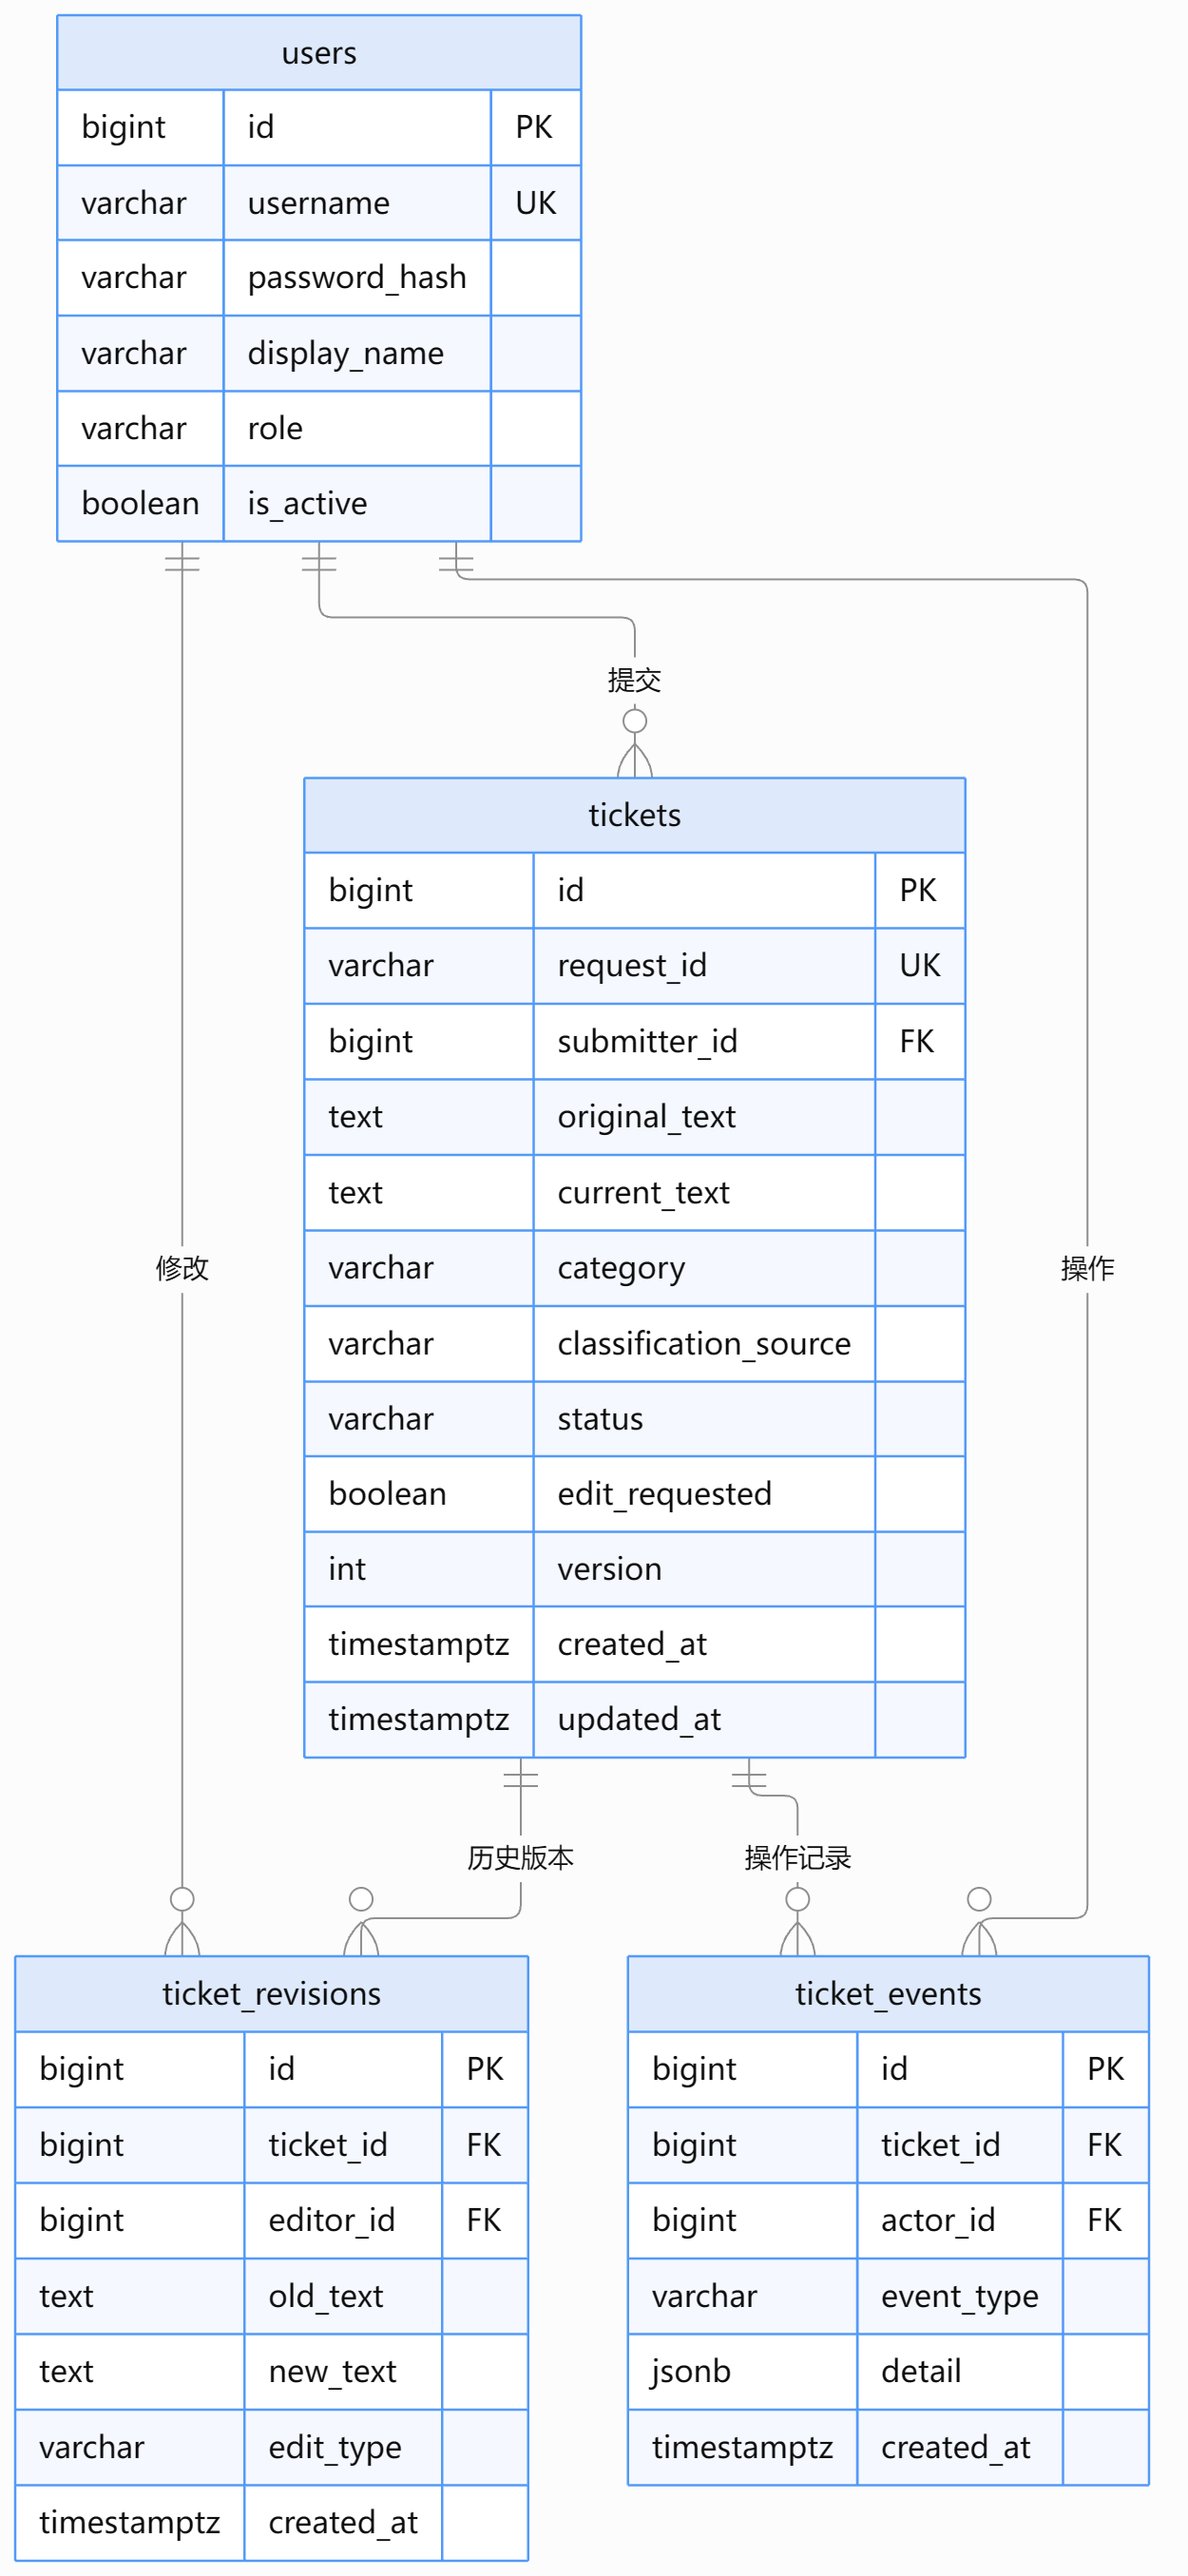 users
bigint id PK
varchar username UK
varchar password_hash
varchar display_name
varchar role
boolean is_active
提交
tickets
bigint id PK
varchar request_id UK
bigint submitter_id FK
text original_text
text current_text
varchar category
varchar classification_source
varchar status
boolean edit_requested
int version
timestamptz created_at
timestamptz updated_at
修改
操作
历史版本
操作记录
ticket_revisions
bigint id PK
bigint ticket_id FK
bigint editor_id FK
text old_text
text new_text
varchar edit_type
timestamptz created_at
ticket_events
bigint id PK
bigint ticket_id FK
bigint actor_id FK
varchar event_type
jsonb detail
timestamptz created_at